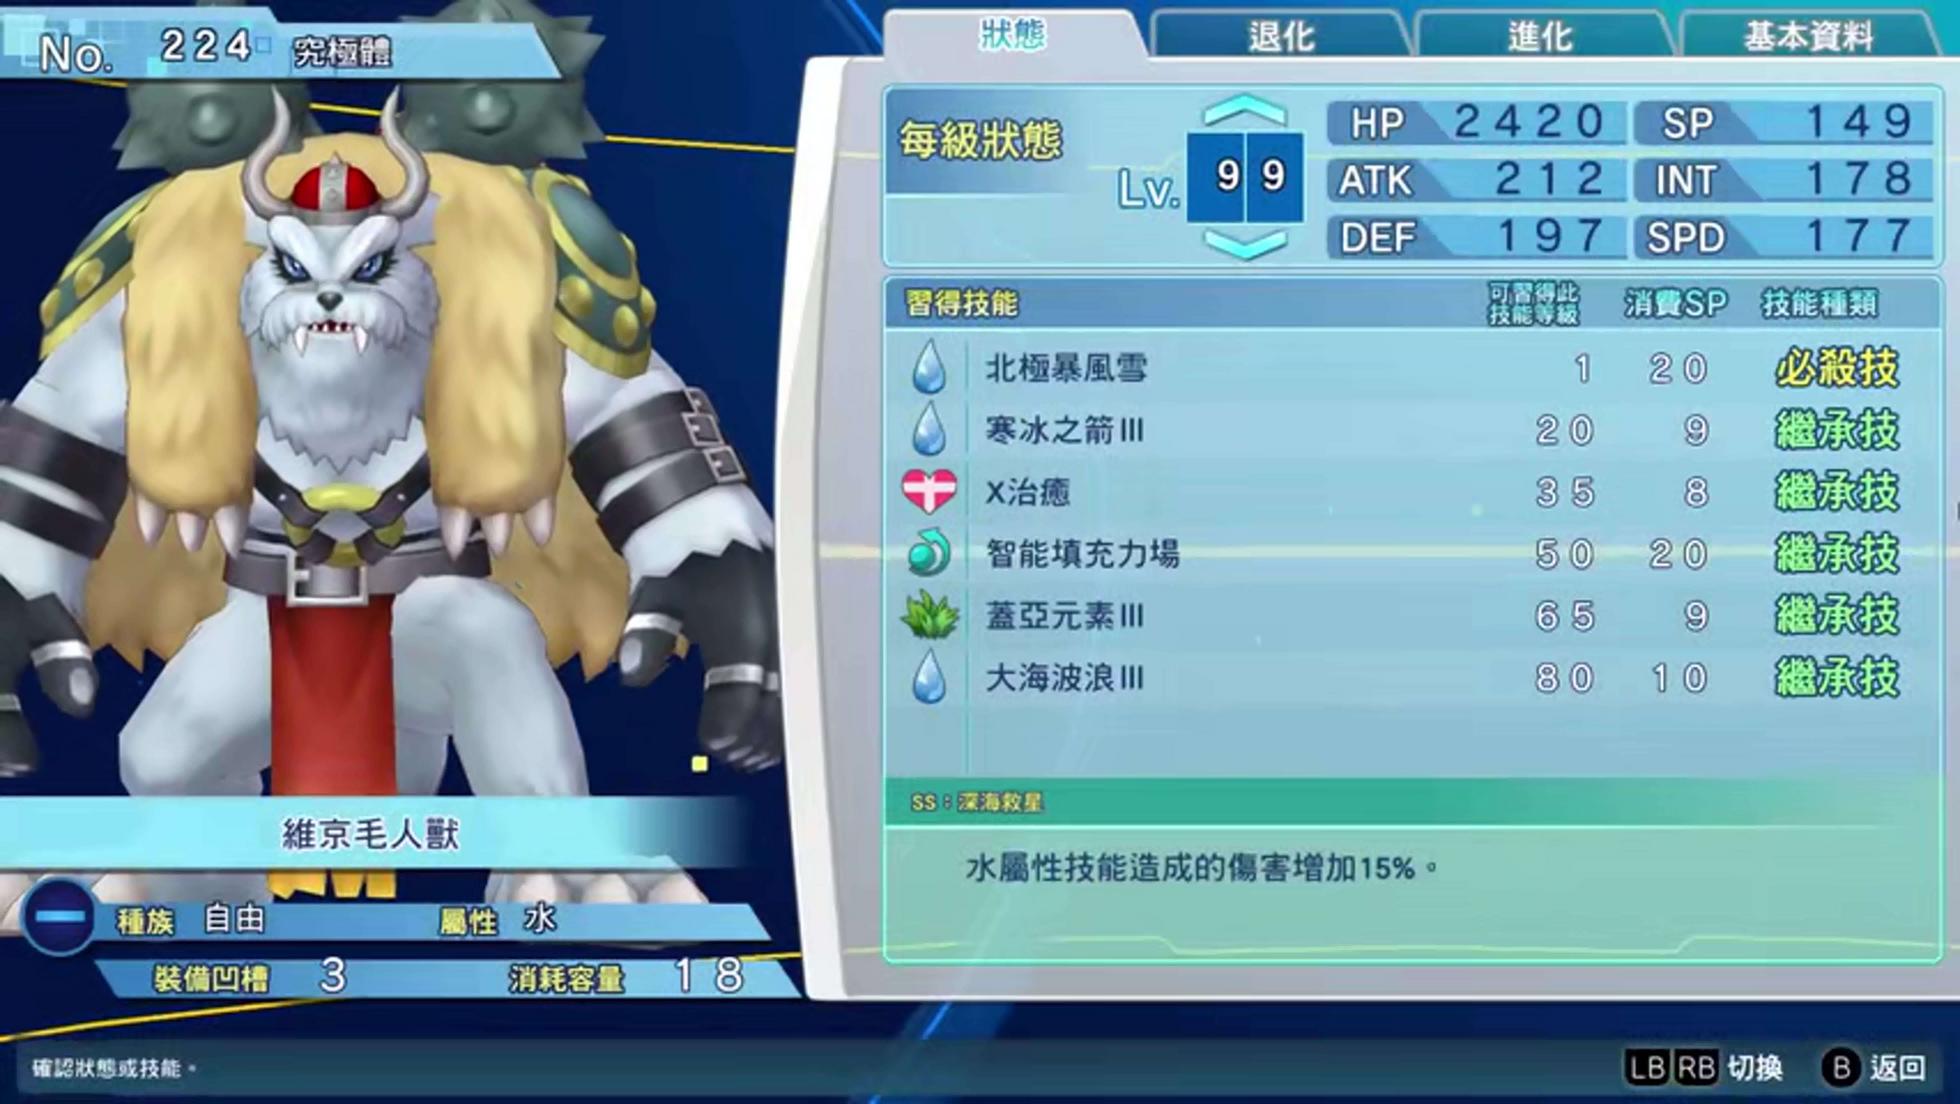 No. 224 究極體
狀態 退化 進化 基本資料
每級狀態
Lv. 99
HP 2420 SP 149
ATK 212 INT 178
DEF 197 SPD 177
習得技能 可習得此技能等級 消費SP 技能種類
北極暴風雪 1 20 必殺技
寒冰之箭III 20 9 繼承技
X治癒 35 8 繼承技
智能填充力場 50 20 繼承技
蓋亞元素III 65 9 繼承技
大海波浪III 80 10 繼承技
SS：深海救星
水屬性技能造成的傷害增加15%。
維京毛人獸
種族 自由 屬性 水
裝備凹槽 3 消耗容量 18
確認狀態或技能。
LB RB 切換 B 返回